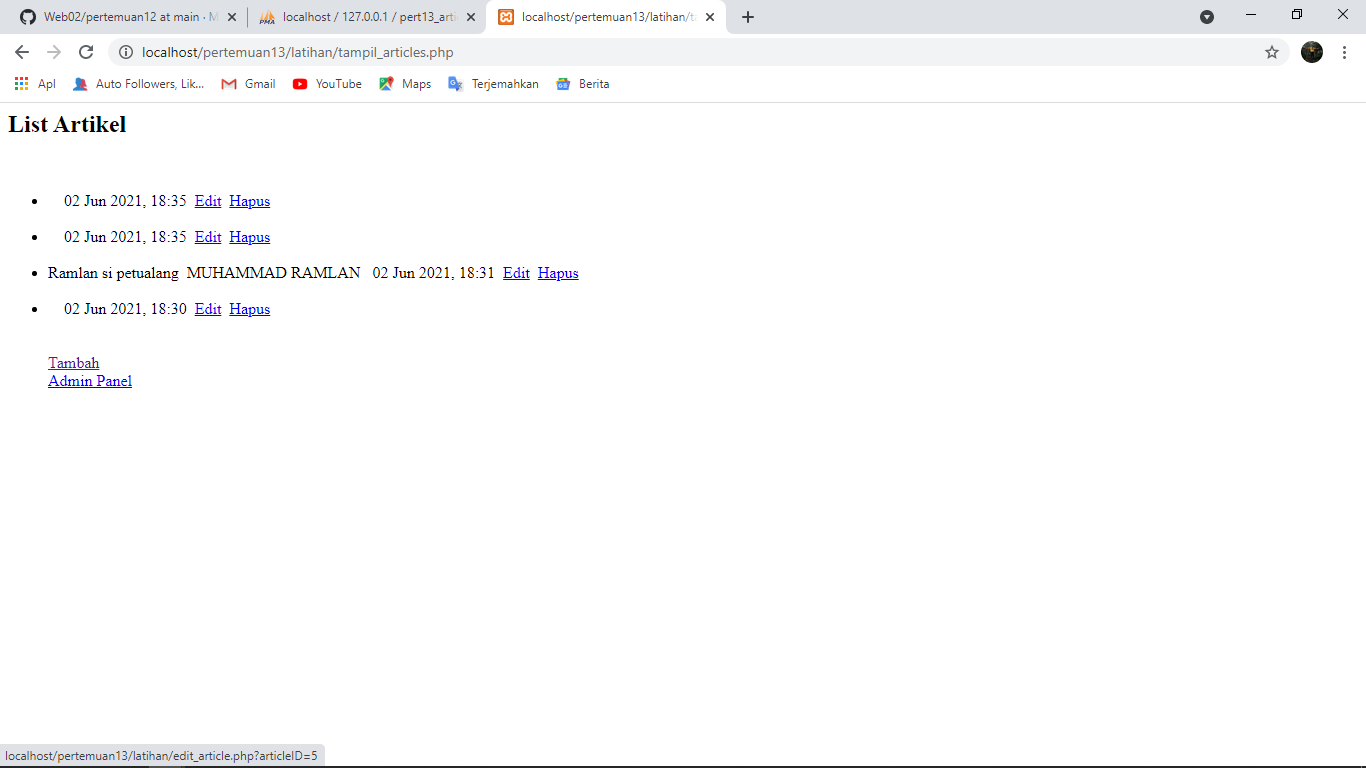 Web02/pertemuan12 at main · M
localhost / 127.0.0.1 / pert13_arti
localhost/pertemuan13/latihan/t
localhost/pertemuan13/latihan/tampil_articles.php
Apl Auto Followers, Lik... Gmail YouTube Maps Terjemahkan Berita
List Artikel
02 Jun 2021, 18:35 Edit Hapus
02 Jun 2021, 18:35 Edit Hapus
Ramlan si petualang MUHAMMAD RAMLAN 02 Jun 2021, 18:31 Edit Hapus
02 Jun 2021, 18:30 Edit Hapus
Tambah
Admin Panel
localhost/pertemuan13/latihan/edit_article.php?articleID=5